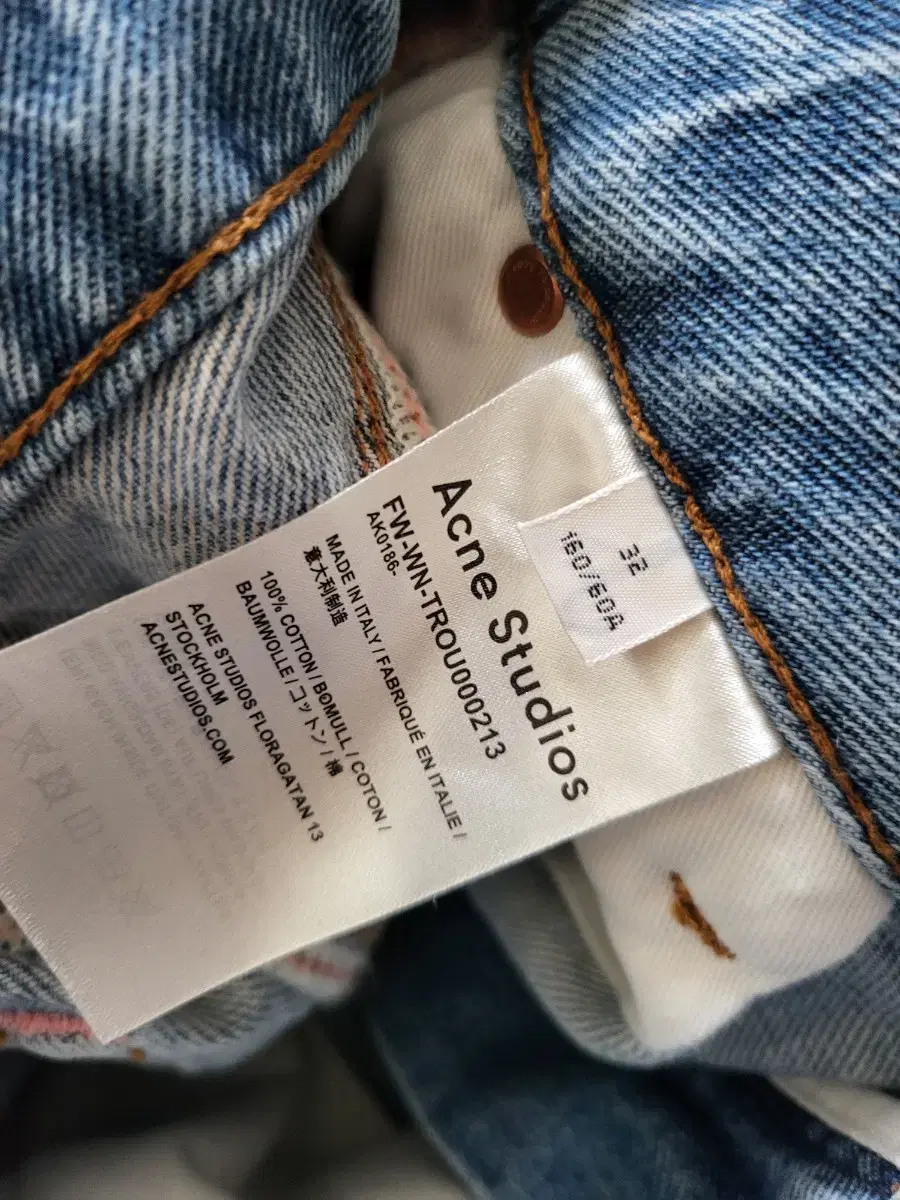 Acne Studios
FW-WN-TROU000213
AK0186-
MADE IN ITALY / FABRIQUÉ EN ITALIE /
意大利制造
100% COTTON / BOMULL / COTON /
BAUMWOLLE / コットン / 棉
ACNE STUDIOS FLORAGATAN 13
STOCKHOLM
ACNESTUDIOS.COM
32
160/60A